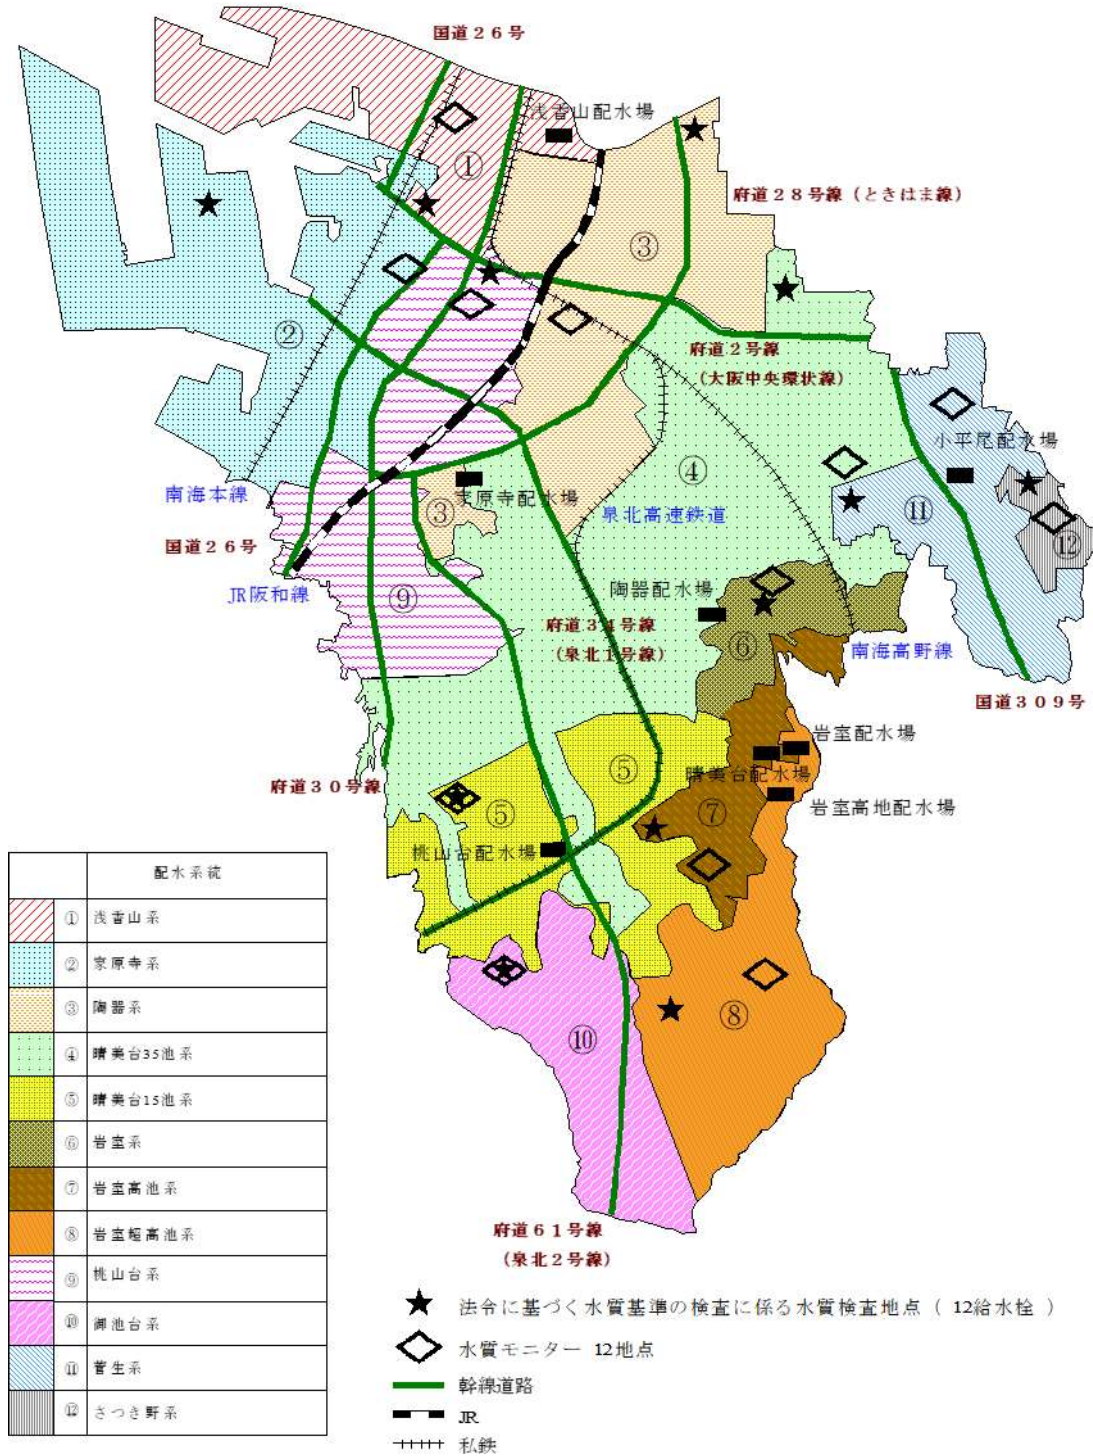 国道２６号
浅香山配水場
①
府道２８号線（ときはま線）
③
②
府道２号線
（大阪中央環状線）
小平尾配水場
④
南海本線
家原寺配水場
③
泉北高速鉄道
⑪
⑫
国道２６号
JR阪和線
⑨
陶器配水場
府道３４号線
（泉北１号線）
⑥
南海高野線
国道３０９号
岩室配水場
晴美台配水場
府道３０号線
⑤
⑤
⑦
岩室高地配水場
桃山台配水場
⑩
⑧
府道６１号線
（泉北２号線）
配水系統
① 浅香山系
② 家原寺系
③ 陶器系
④ 晴美台35池系
⑤ 晴美台15池系
⑥ 岩室系
⑦ 岩室高池系
⑧ 岩室超高池系
⑨ 桃山台系
⑩ 御池台系
⑪ 菅生系
⑫ さつき野系
法令に基づく水質基準の検査に係る水質検査地点（ 12給水栓 ）
水質モニター 12地点
幹線道路
JR
私鉄